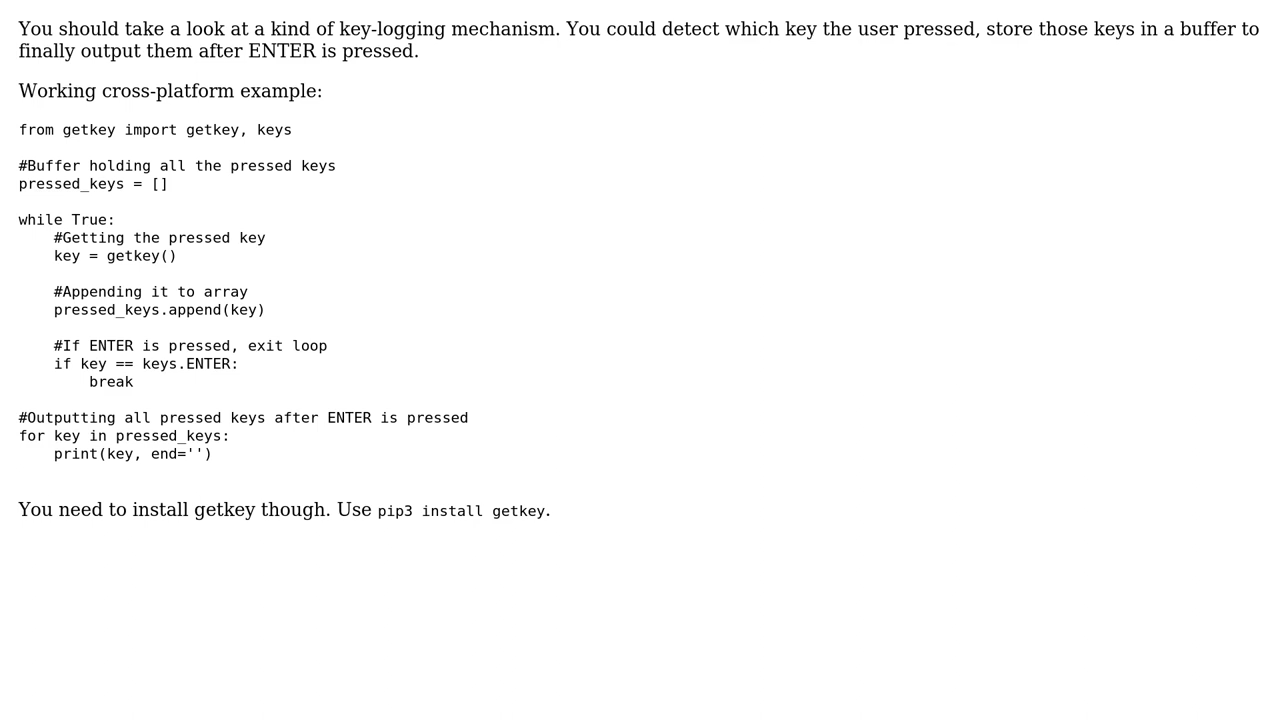 You should take a look at a kind of key-logging mechanism. You could detect which key the user pressed, store those keys in a buffer to
finally output them after ENTER is pressed.
Working cross-platform example:
from getkey import getkey, keys
#Buffer holding all the pressed keys
pressed_keys = []
while True:
    #Getting the pressed key
    key = getkey()
    #Appending it to array
    pressed_keys.append(key)
    #If ENTER is pressed, exit loop
    if key == keys.ENTER:
        break
#Outputting all pressed keys after ENTER is pressed
for key in pressed_keys:
    print(key, end='')
You need to install getkey though. Use pip3 install getkey.